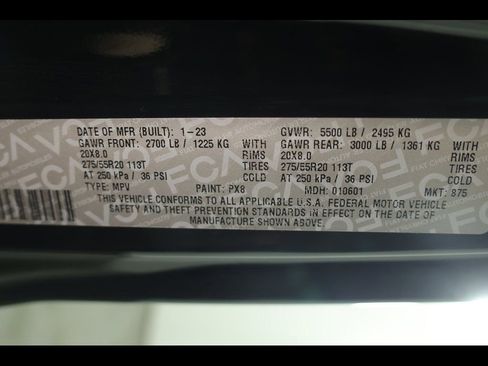 DATE OF MFR (BUILT): 1-23 GVWR: 5500 LB / 2495 KG
GAWR FRONT: 2700 LB / 1225 KG WITH GAWR REAR: 3000 LB / 1361 KG WITH
20X8.0 RIMS 20X8.0 RIMS
275/55R20 113T TIRES 275/55R20 113T TIRES
AT 250 kPa / 36 PSI COLD AT 250 kPa / 36 PSI COLD
TYPE: MPV PAINT: PX8 MDH: 010601 MKT: 875
THIS VEHICLE CONFORMS TO ALL APPLICABLE U.S.A. FEDERAL MOTOR VEHICLE
SAFETY AND THEFT PREVENTION STANDARDS IN EFFECT ON THE DATE OF
MANUFACTURE SHOWN ABOVE.